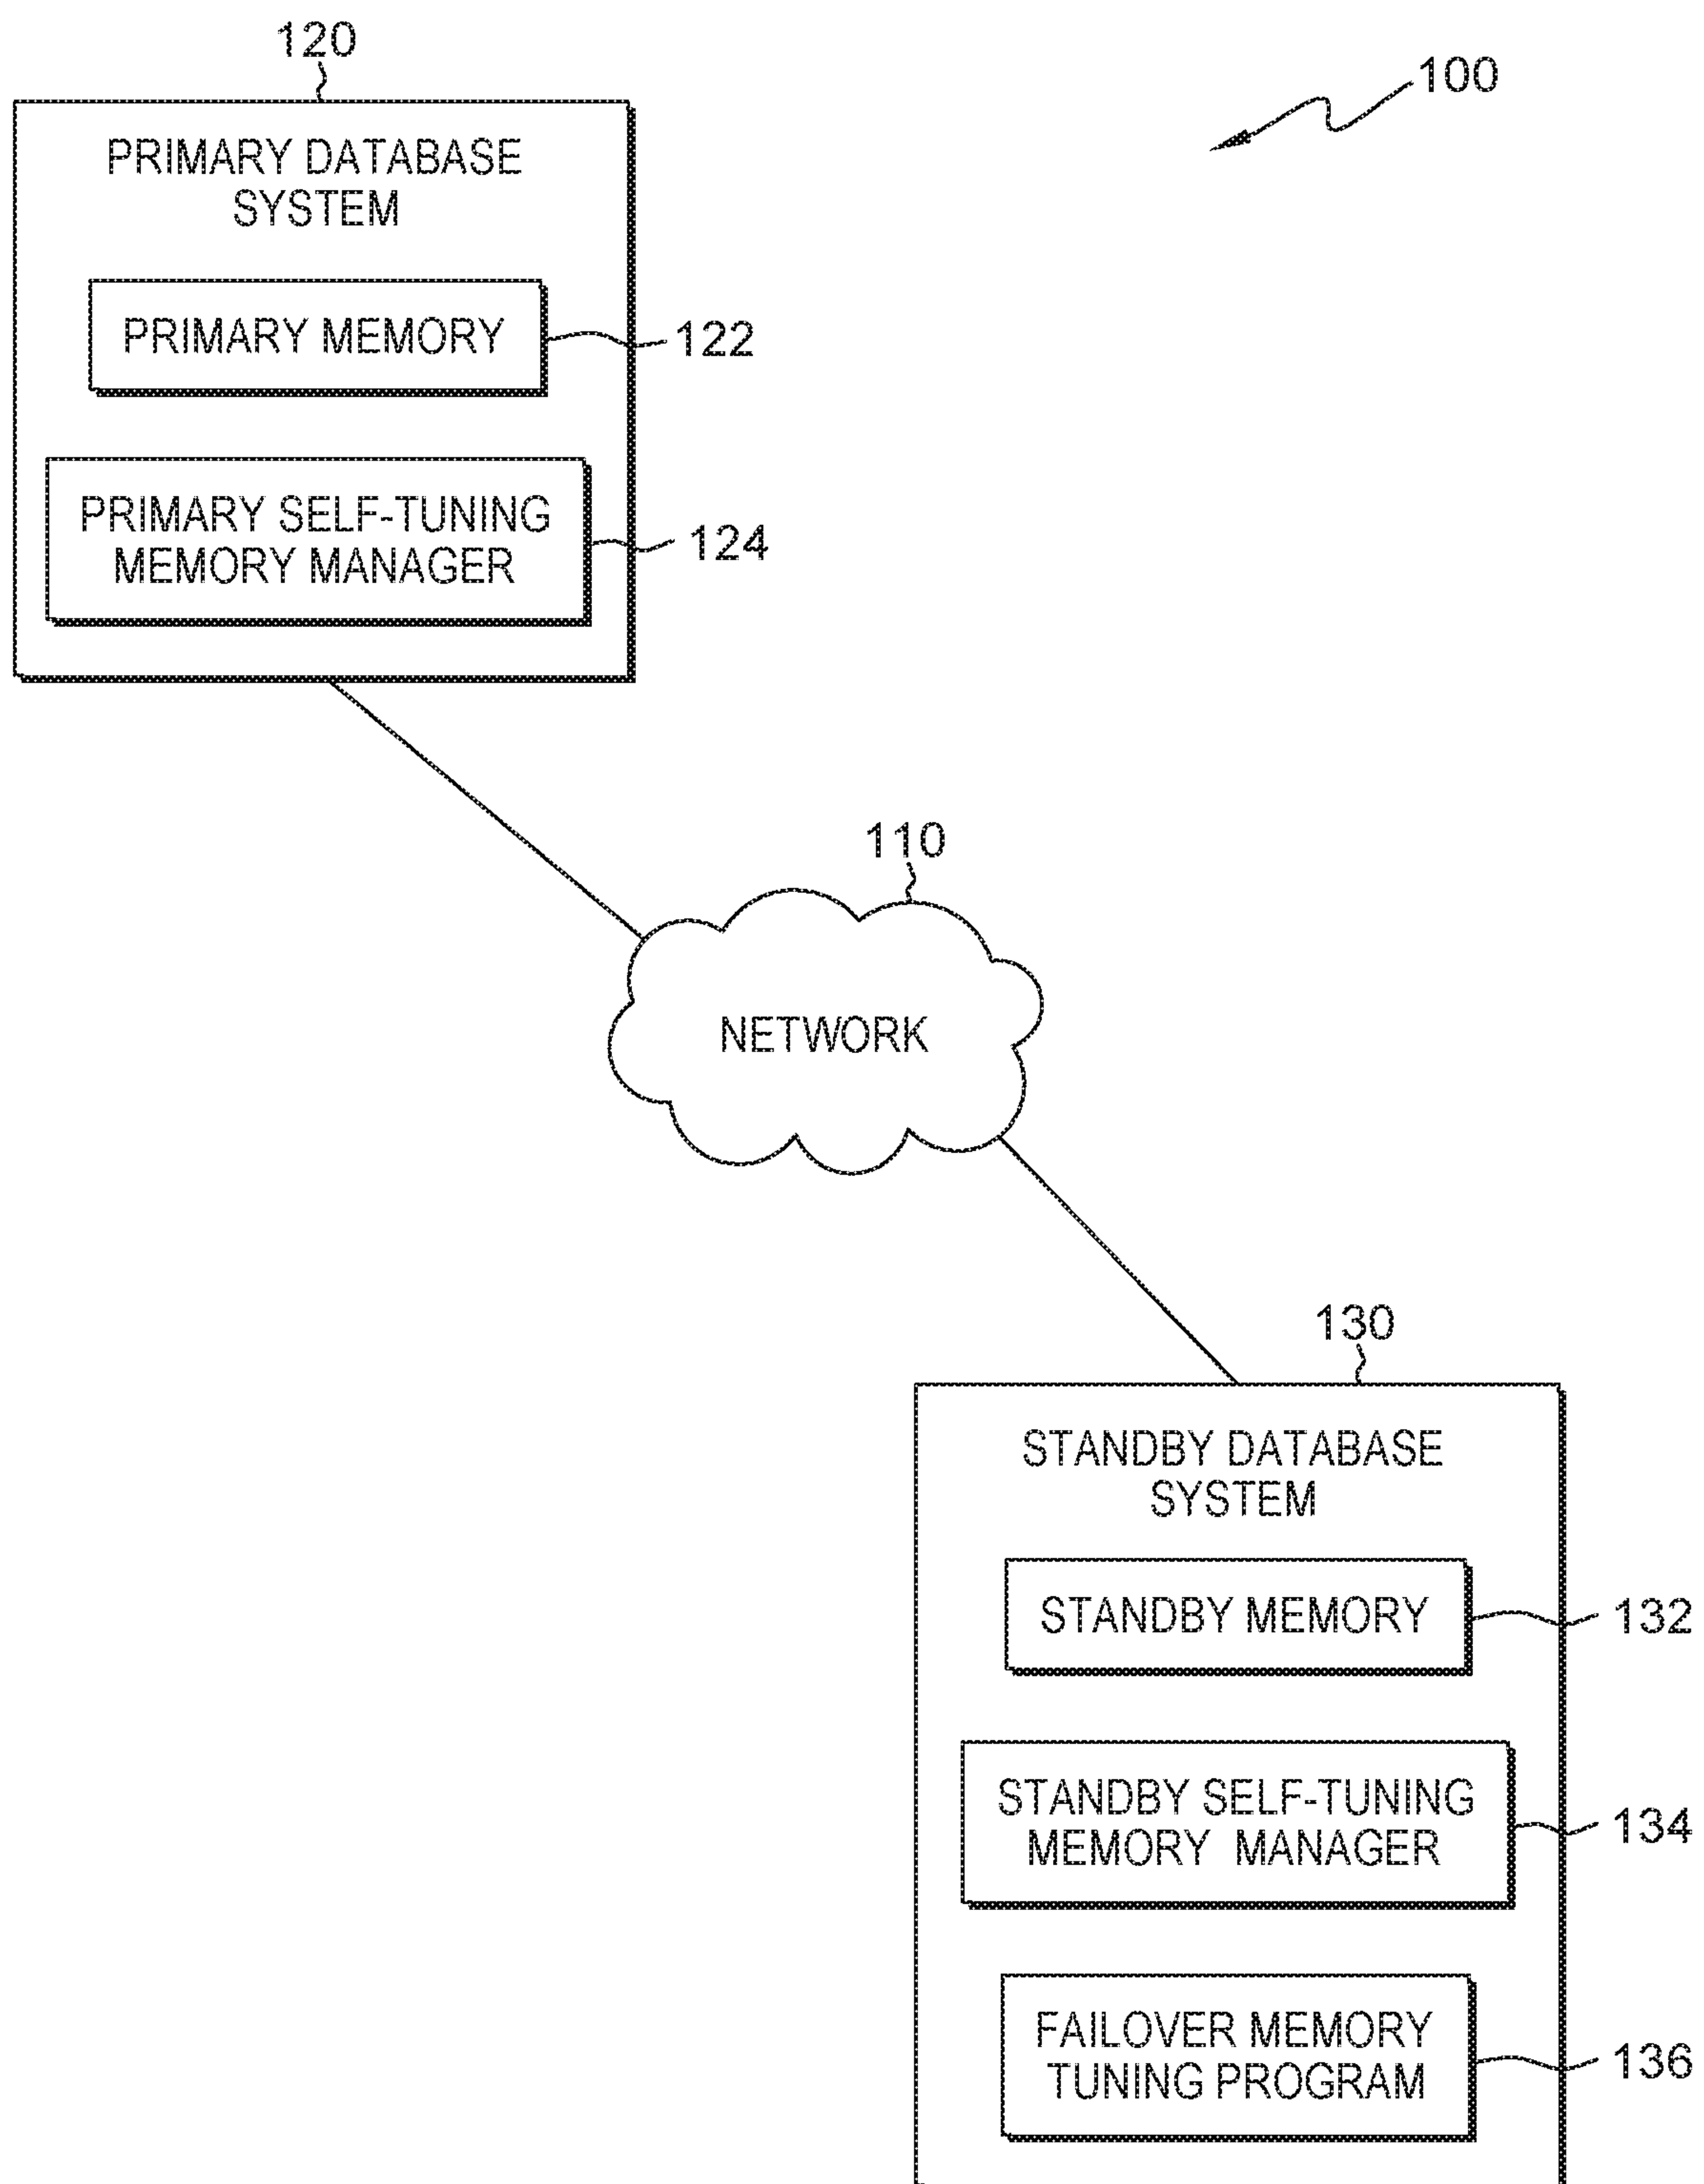 120
100
PRIMARY DATABASE
SYSTEM
PRIMARY MEMORY
122
PRIMARY SELF-TUNING
MEMORY MANAGER
124
110
NETWORK
130
STANDBY DATABASE
SYSTEM
STANDBY MEMORY
132
STANDBY SELF-TUNING
MEMORY MANAGER
134
FAILOVER MEMORY
TUNING PROGRAM
136